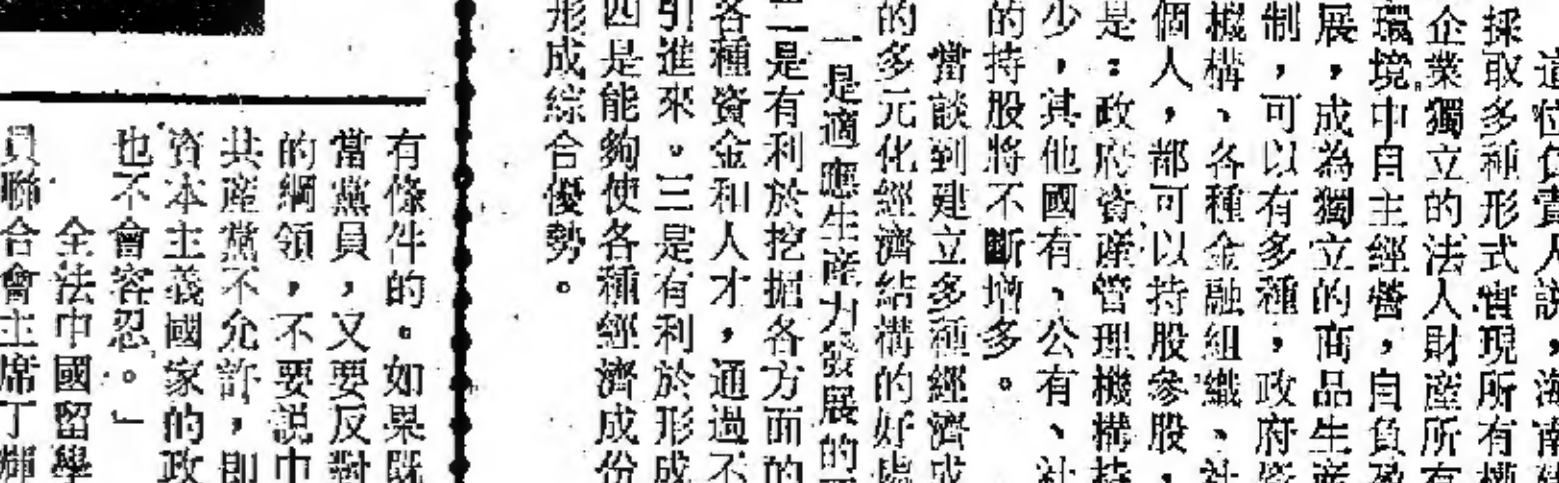 這位負責人說，海南
採取多種形式實現所有權
企業獨立的法人財産所有
環境中自主經營，自負盈
展，成為獨立的商品生産
制，可以有多種，政府資
機構、各種金融組織、社
個人，都可以持股參股，
是：政府資産管理機構持
少，其他國有、公有、社
的持股將不斷增多。
當談到建立多種經濟成
的多元化經濟結構的好處
一是適應生産力發展的
二是有利於挖掘各方面的
各種資金和人才，通過不
引進來。三是有利於形成
四是能夠使各種經濟成份
形成綜合優勢。
有條件的。如果既
當黨員，又要反對
的綱領，不要説中
共産黨不允許，即
資本主義國家的政
也不會容忍。」
全法中國留學
員聯合會主席丁